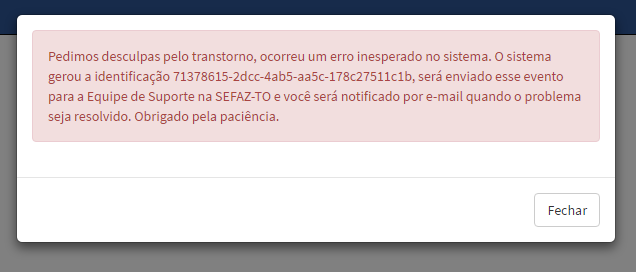 Pedimos desculpas pelo transtorno, ocorreu um erro inesperado no sistema. O sistema
gerou a identificação 71378615-2dcc-4ab5-aa5c-178c27511c1b, será enviado esse evento
para a Equipe de Suporte na SEFAZ-TO e você será notificado por e-mail quando o problema
seja resolvido. Obrigado pela paciência.
Fechar